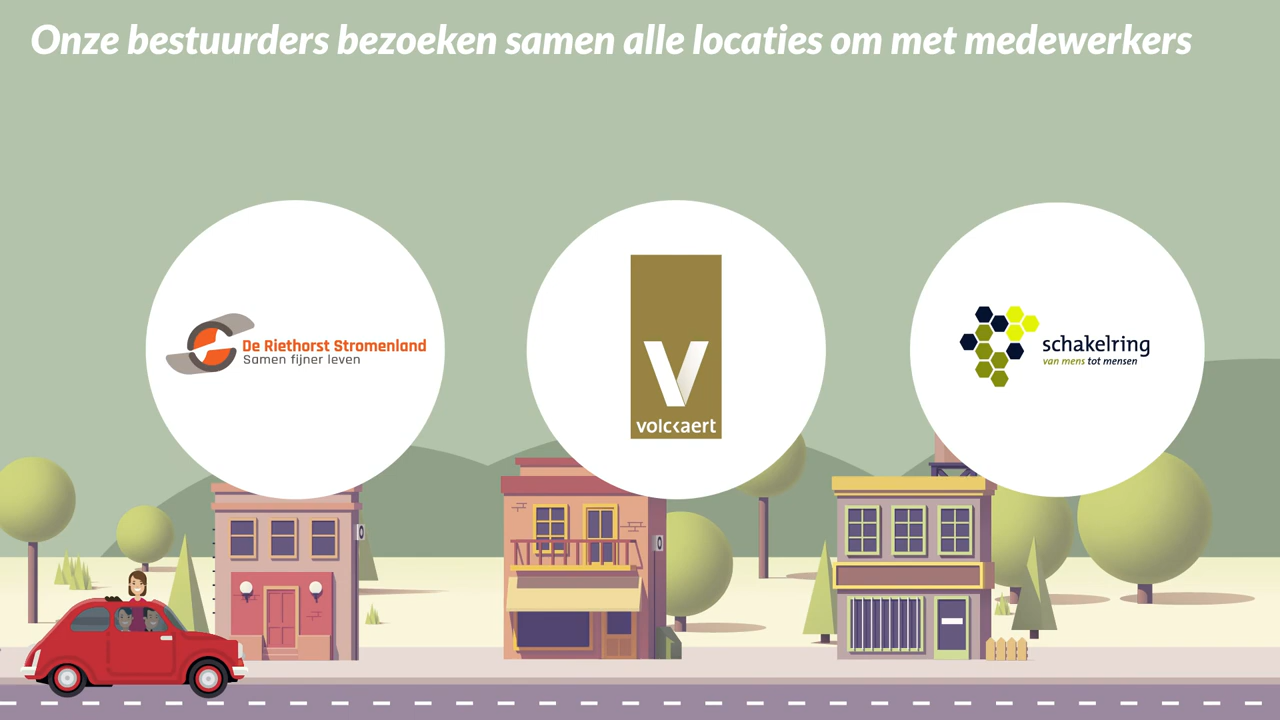 Onze bestuurders bezoeken samen alle locaties om met medewerkers
De Riethorst Stromenland
Samen fijner leven
volckaert
schakelring
van mens tot mensen